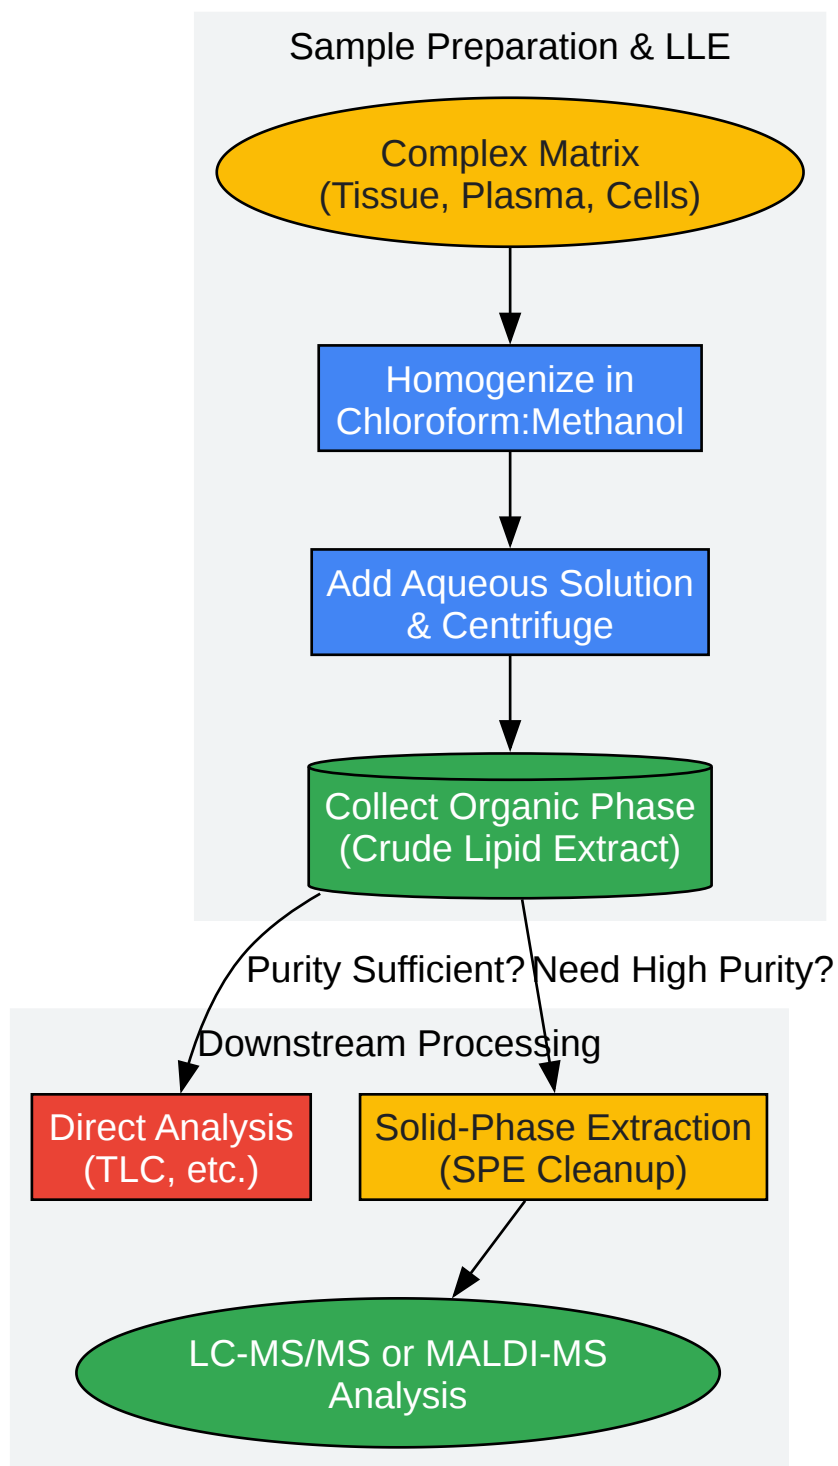 Sample Preparation & LLE
Complex Matrix
(Tissue, Plasma, Cells)
Homogenize in
Chloroform:Methanol
Add Aqueous Solution
& Centrifuge
Collect Organic Phase
(Crude Lipid Extract)
Purity Sufficient?
Need High Purity?
Downstream Processing
Direct Analysis
(TLC, etc.)
Solid-Phase Extraction
(SPE Cleanup)
LC-MS/MS or MALDI-MS
Analysis